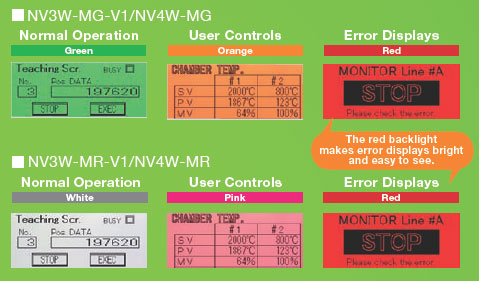 NV3W-MG-V1/NV4W-MG
Normal Operation User Controls Error Displays
Green Orange Red
Teaching Scr. BUSY
No. Pos. DATA
3 197620
STOP EXEC
CHAMBER TEMP.
#1 #2
SV 2000°C 800°C
PV 1867°C 123°C
MV 64% 100%
MONITOR Line #A
STOP
Please check the error.
The red backlight
makes error displays bright
and easy to see.
NV3W-MR-V1/NV4W-MR
Normal Operation User Controls Error Displays
White Pink Red
Teaching Scr. BUSY
No. Pos. DATA
3 197620
STOP EXEC
CHAMBER TEMP.
#1 #2
SV 2000°C 800°C
PV 1867°C 123°C
MV 64% 100%
MONITOR Line #A
STOP
Please check the error.